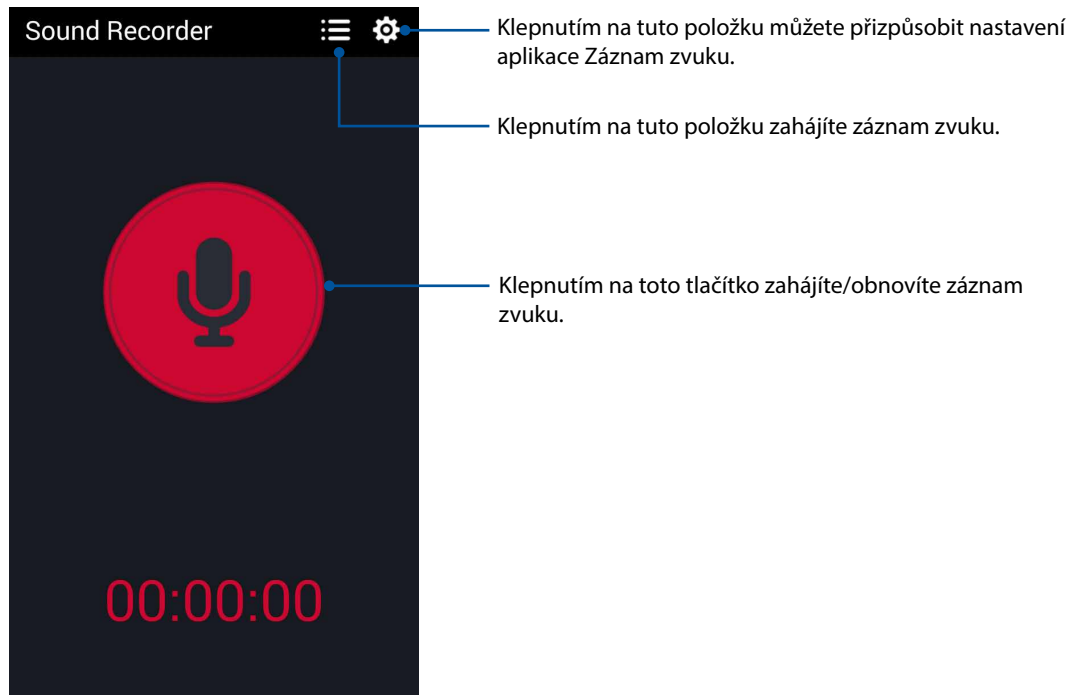 Sound Recorder
Klepnutím na tuto položku můžete přizpůsobit nastavení
aplikace Záznam zvuku.
Klepnutím na tuto položku zahájíte záznam zvuku.
Klepnutím na toto tlačítko zahájíte/obnovíte záznam
zvuku.
00:00:00